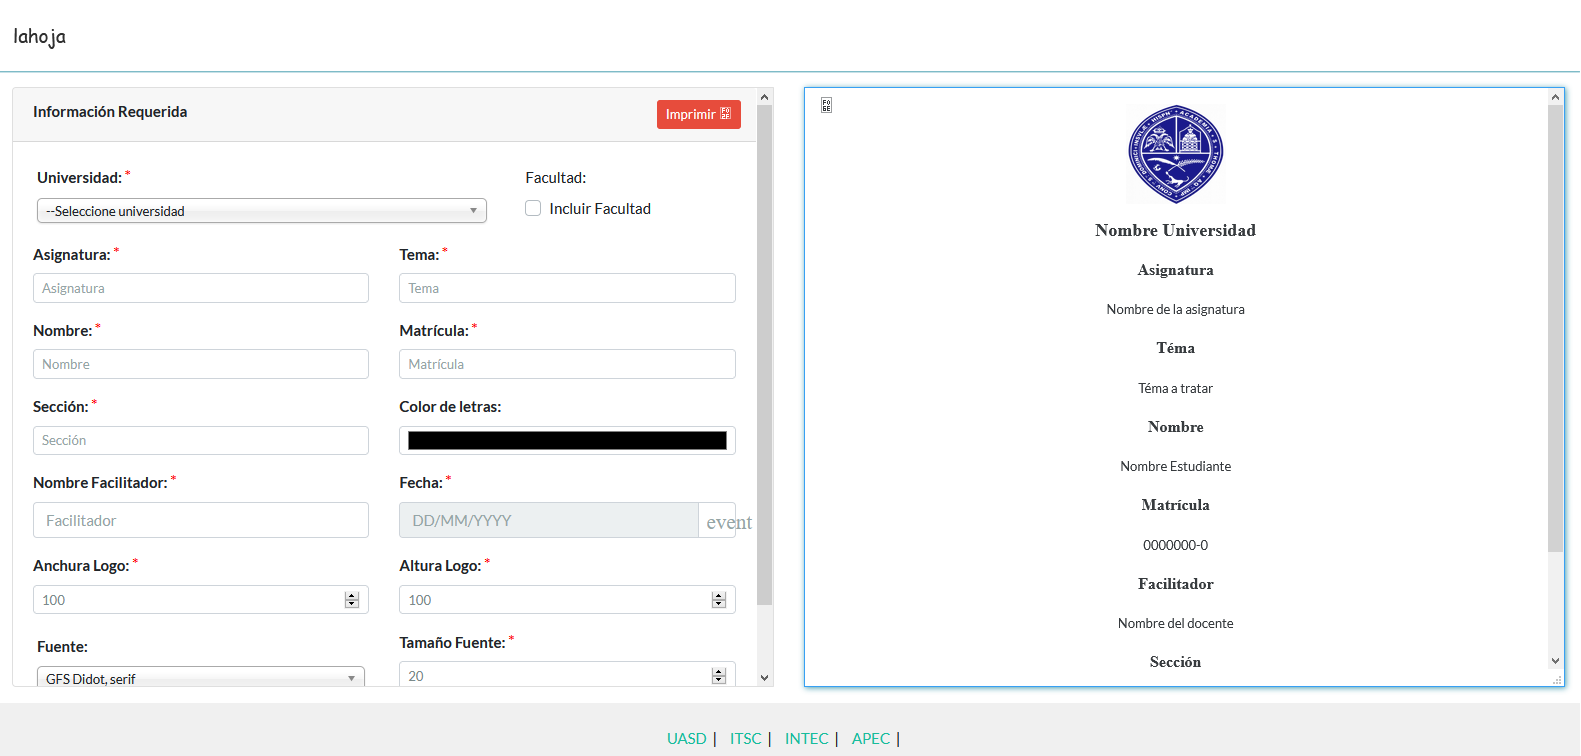 lahoja
Información Requerida
Imprimir
Universidad: *
Facultad:
--Seleccione universidad
Incluir Facultad
Asignatura: *
Tema: *
Asignatura
Tema
Nombre: *
Matrícula: *
Nombre
Matrícula
Sección: *
Color de letras:
Sección
Nombre Facilitador: *
Fecha: *
Facilitador
DD/MM/YYYY
event
Anchura Logo: *
Altura Logo: *
100
100
Fuente:
Tamaño Fuente: *
GFS Didot, serif
20
Nombre Universidad
Asignatura
Nombre de la asignatura
Téma
Téma a tratar
Nombre
Nombre Estudiante
Matrícula
0000000-0
Facilitador
Nombre del docente
Sección
UASD | ITSC | INTEC | APEC |